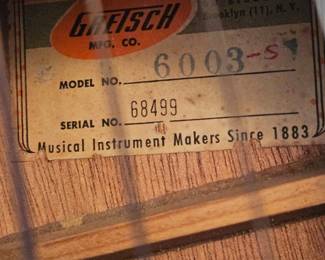 GRETSCH
MFG. CO.
Brooklyn (11), N. Y.
MODEL NO. 6003-S
SERIAL NO. 68499
Musical Instrument Makers Since 1883